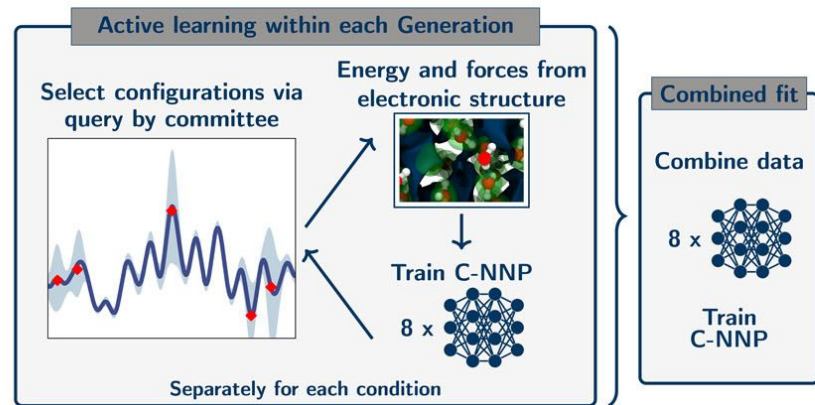 Active learning within each Generation
Select configurations via
query by committee
Energy and forces from
electronic structure
Train C-NNP
8 x
Separately for each condition
Combined fit
Combine data
8 x
Train
C-NNP